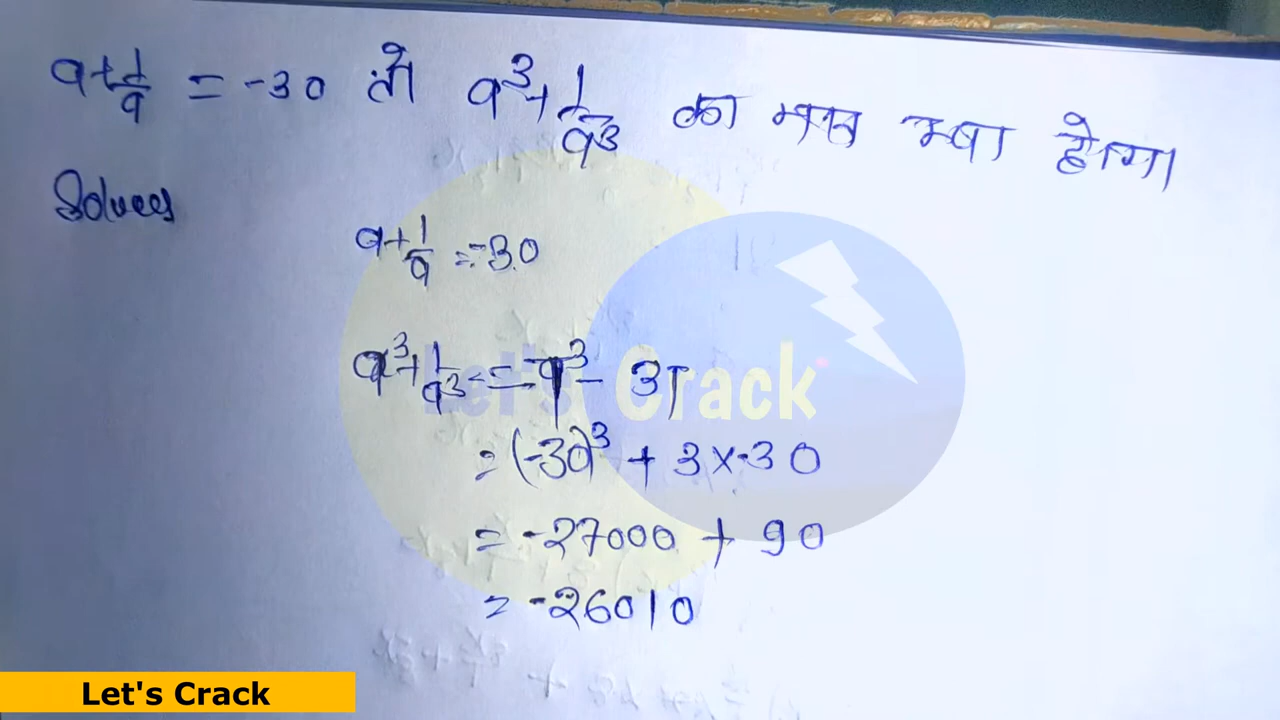 a+1/a = -30 तो a³+1/a³ का मान क्या होगा
Solve
a+1/a = -30
a³+1/a³ = T³ - 3T
= (-30)³ + 3×-30
= -27000 + 90
= -26010
Let's Crack
Let's Crack